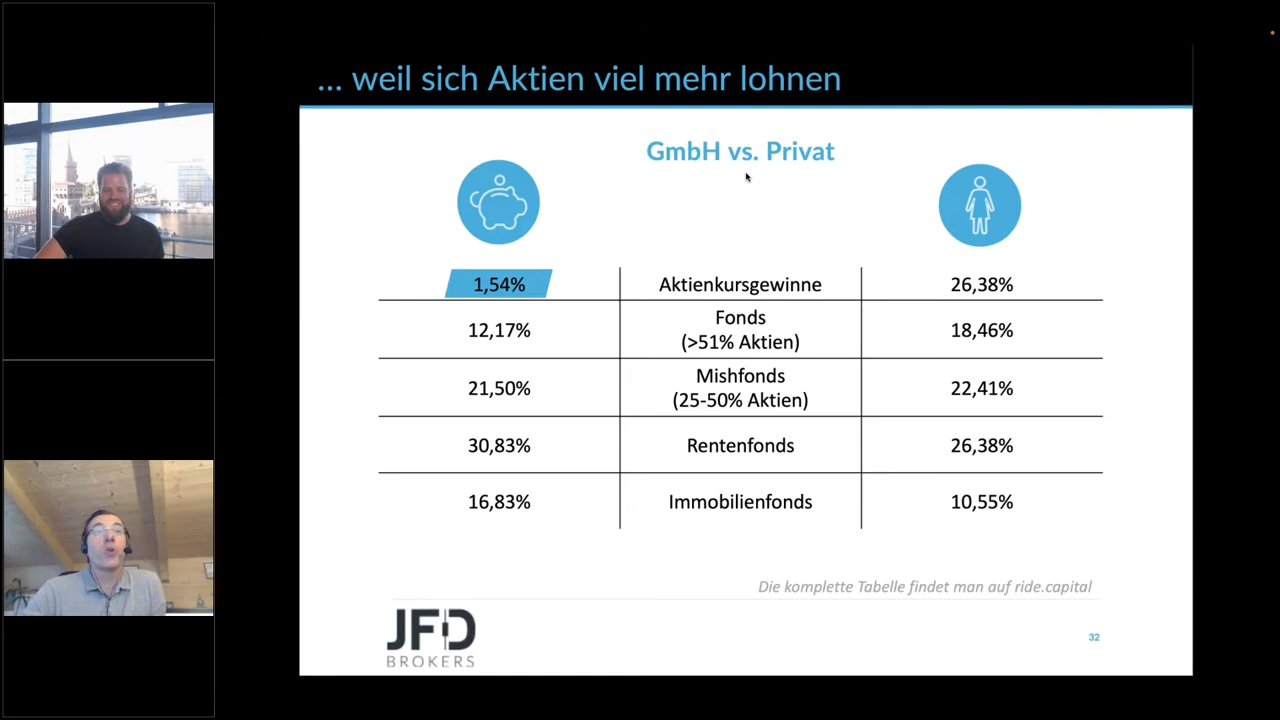 ... weil sich Aktien viel mehr lohnen
GmbH vs. Privat
1,54% Aktienkursgewinne 26,38%
12,17% Fonds (>51% Aktien) 18,46%
21,50% Mishfonds (25-50% Aktien) 22,41%
30,83% Rentenfonds 26,38%
16,83% Immobilienfonds 10,55%
Die komplette Tabelle findet man auf ride.capital
JFD
BROKERS
32